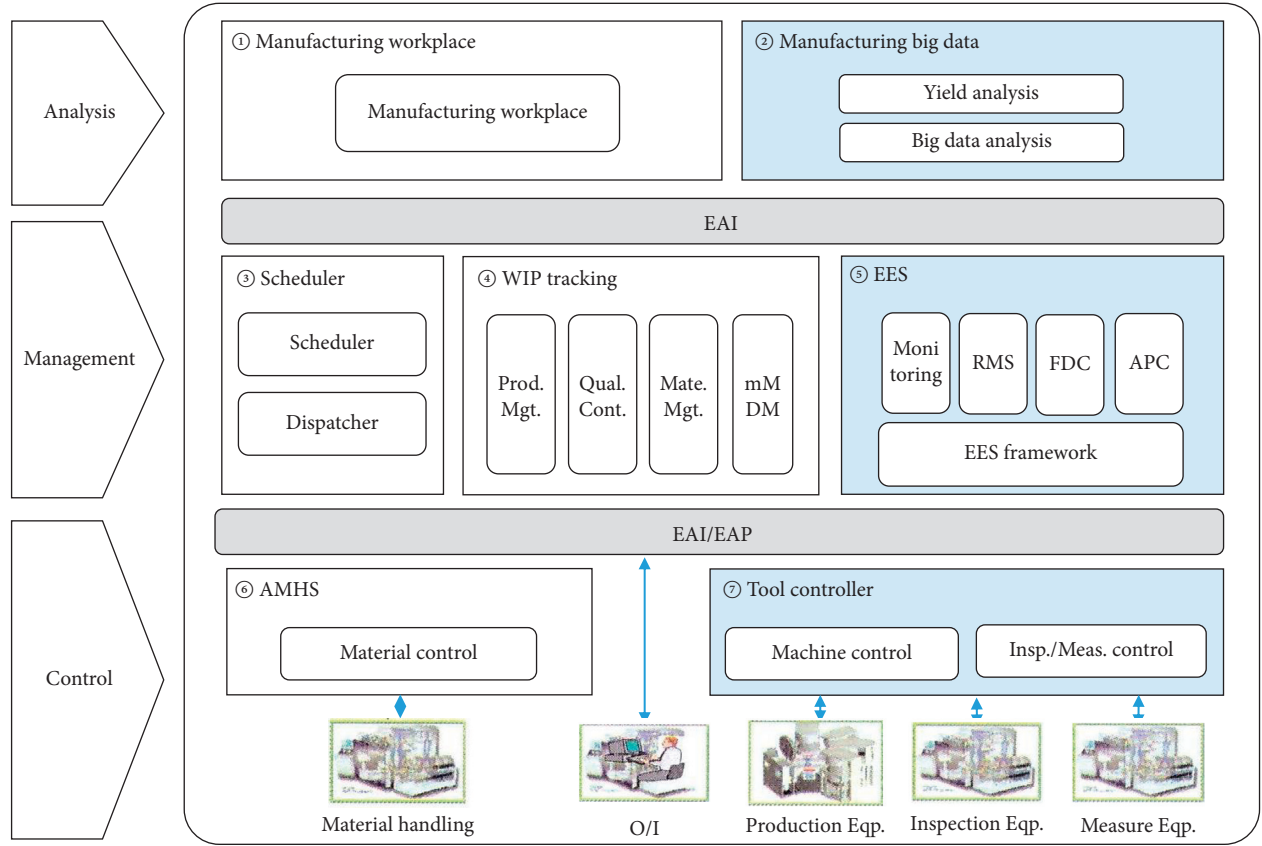 Analysis
① Manufacturing workplace
Manufacturing workplace
② Manufacturing big data
Yield analysis
Big data analysis
EAI
Management
③ Scheduler
Scheduler
Dispatcher
④ WIP tracking
Prod.
Mgt.
Qual.
Cont.
Mate.
Mgt.
mM
DM
⑤ EES
Moni
toring
RMS
FDC
APC
EES framework
EAI/EAP
Control
⑥ AMHS
Material control
⑦ Tool controller
Machine control
Insp./Meas. control
Material handling
O/I
Production Eqp.
Inspection Eqp.
Measure Eqp.